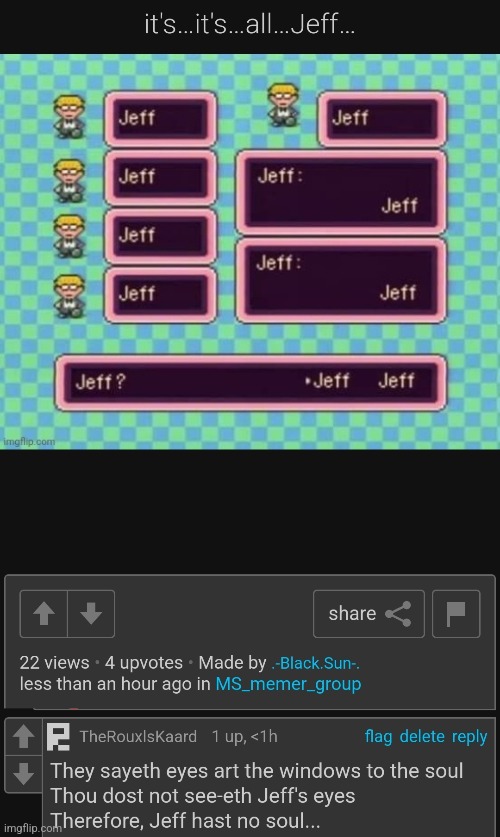 it's...it's...all...Jeff...
Jeff
Jeff
Jeff
Jeff
Jeff
Jeff:
Jeff
Jeff:
Jeff
Jeff? ‣Jeff Jeff
imgflip.com
share
22 views • 4 upvotes • Made by .-Black.Sun-.
less than an hour ago in MS_memer_group
TheRouxlsKaard 1 up, <1h flag delete reply
They sayeth eyes art the windows to the soul
Thou dost not see-eth Jeff's eyes
Therefore, Jeff hast no soul...
imgflip.com